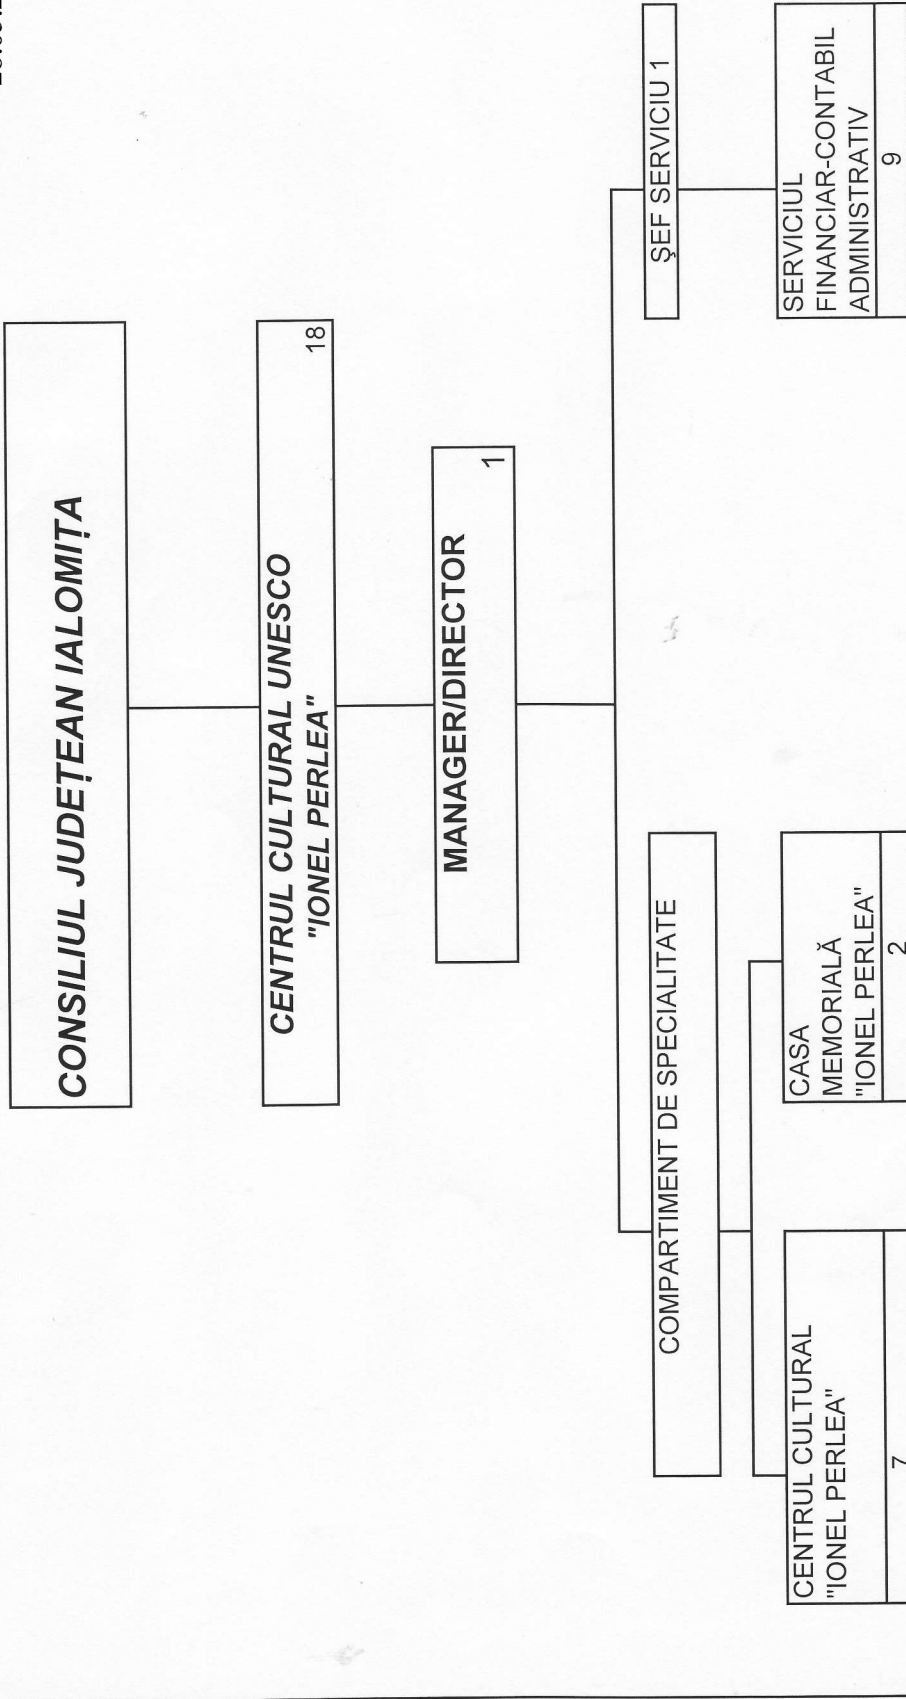 CONSILIUL JUDEȚEAN IALOMIȚA
CENTRUL CULTURAL UNESCO
"IONEL PERLEA"
18
MANAGER/DIRECTOR
1
COMPARTIMENT DE SPECIALITATE
ŞEF SERVICIU 1
CENTRUL CULTURAL
"IONEL PERLEA"
7
CASA
MEMORIALĂ
"IONEL PERLEA"
2
SERVICIUL
FINANCIAR-CONTABIL
ADMINISTRATIV
9